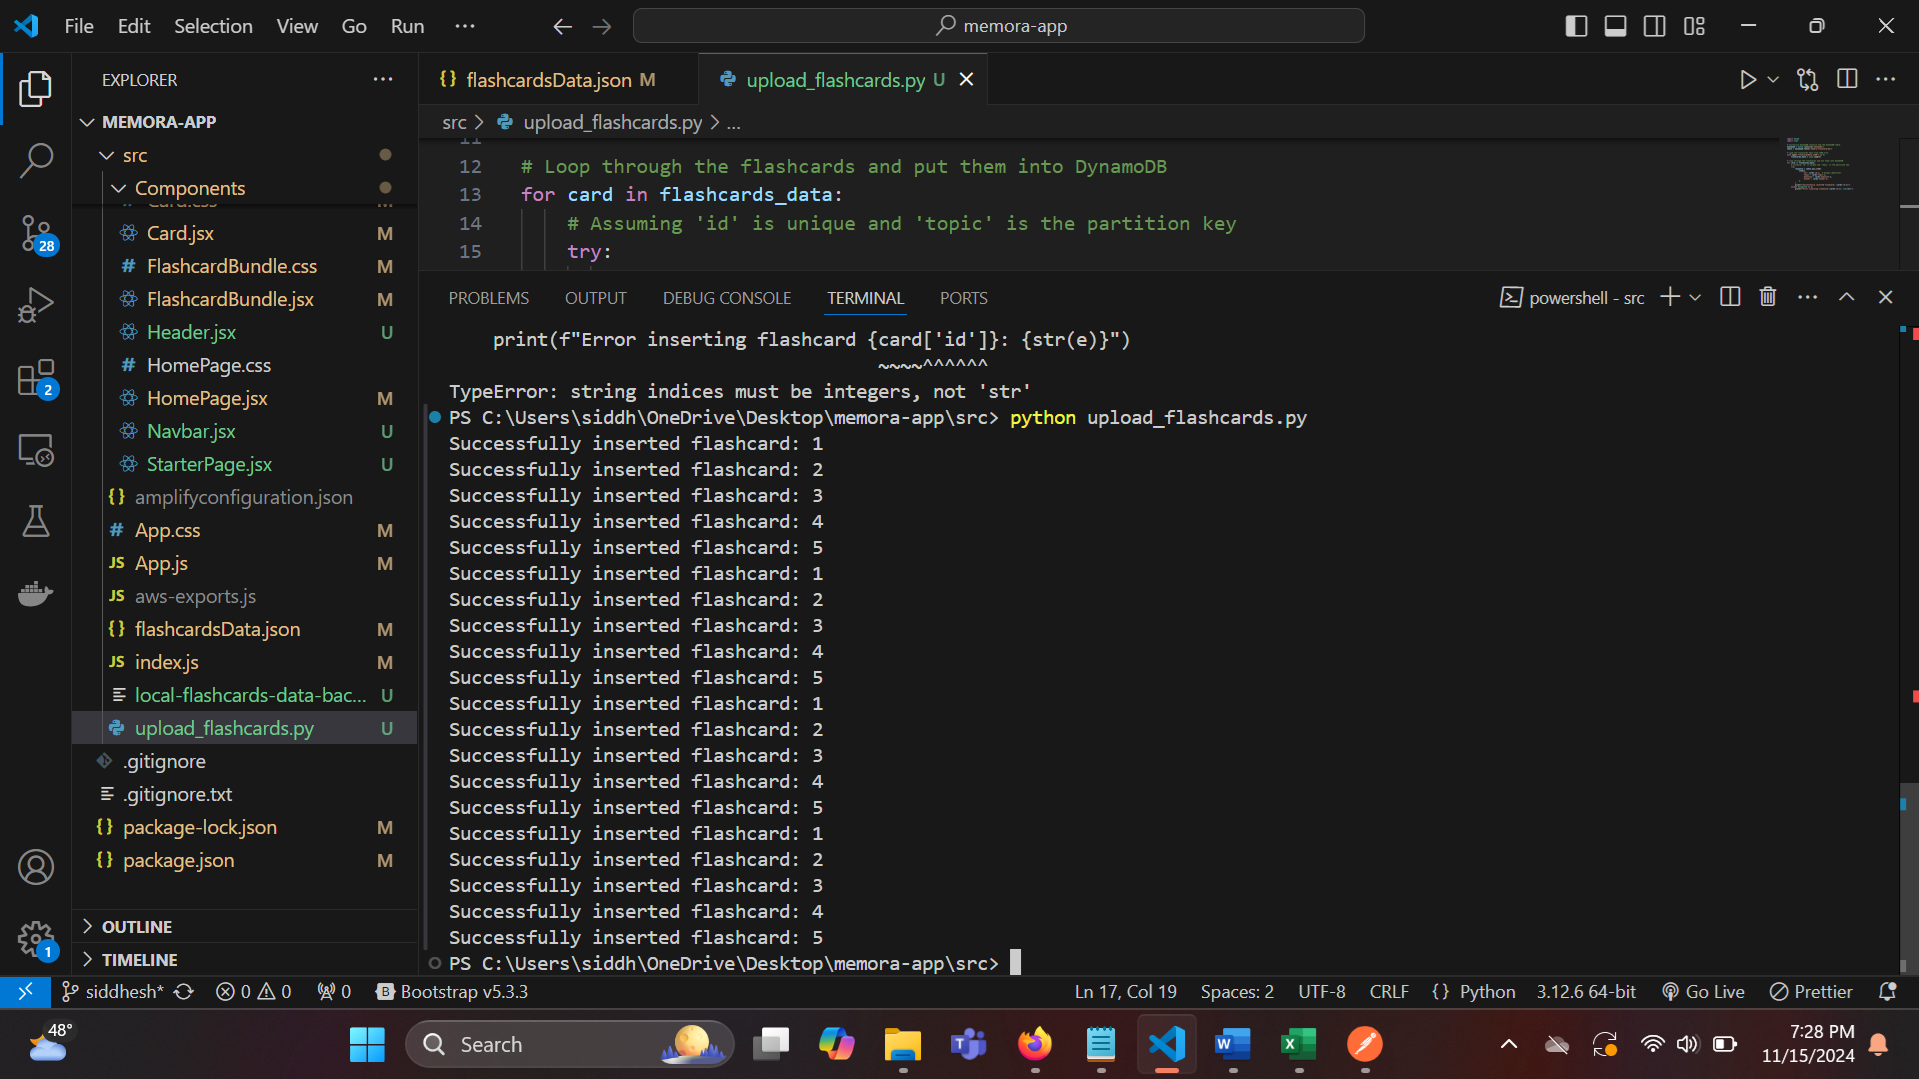 File Edit Selection View Go Run ···
memora-app
EXPLORER ···
MEMORA-APP
src
Components
Card.css
Card.jsx M
FlashcardBundle.css M
FlashcardBundle.jsx M
Header.jsx U
HomePage.css
HomePage.jsx M
Navbar.jsx U
StarterPage.jsx U
{} amplifyconfiguration.json
# App.css M
JS App.js M
JS aws-exports.js
{} flashcardsData.json M
JS index.js M
local-flashcards-data-bac... U
upload_flashcards.py U
.gitignore
.gitignore.txt
{} package-lock.json M
{} package.json M
OUTLINE
TIMELINE
28
2
1
{} flashcardsData.json M
upload_flashcards.py U
src > upload_flashcards.py > ...
11
12 # Loop through the flashcards and put them into DynamoDB
13 for card in flashcards_data:
14 # Assuming 'id' is unique and 'topic' is the partition key
15 try:
PROBLEMS OUTPUT DEBUG CONSOLE TERMINAL PORTS
powershell - src
print(f"Error inserting flashcard {card['id']}: {str(e)}")
~~~~^^^^^^
TypeError: string indices must be integers, not 'str'
PS C:\Users\siddh\OneDrive\Desktop\memora-app\src> python upload_flashcards.py
Successfully inserted flashcard: 1
Successfully inserted flashcard: 2
Successfully inserted flashcard: 3
Successfully inserted flashcard: 4
Successfully inserted flashcard: 5
Successfully inserted flashcard: 1
Successfully inserted flashcard: 2
Successfully inserted flashcard: 3
Successfully inserted flashcard: 4
Successfully inserted flashcard: 5
Successfully inserted flashcard: 1
Successfully inserted flashcard: 2
Successfully inserted flashcard: 3
Successfully inserted flashcard: 4
Successfully inserted flashcard: 5
Successfully inserted flashcard: 1
Successfully inserted flashcard: 2
Successfully inserted flashcard: 3
Successfully inserted flashcard: 4
Successfully inserted flashcard: 5
PS C:\Users\siddh\OneDrive\Desktop\memora-app\src>
siddhesh* 0 0 0 B Bootstrap v5.3.3
Ln 17, Col 19 Spaces: 2 UTF-8 CRLF {} Python 3.12.6 64-bit Go Live Prettier
48°
Search
7:28 PM
11/15/2024